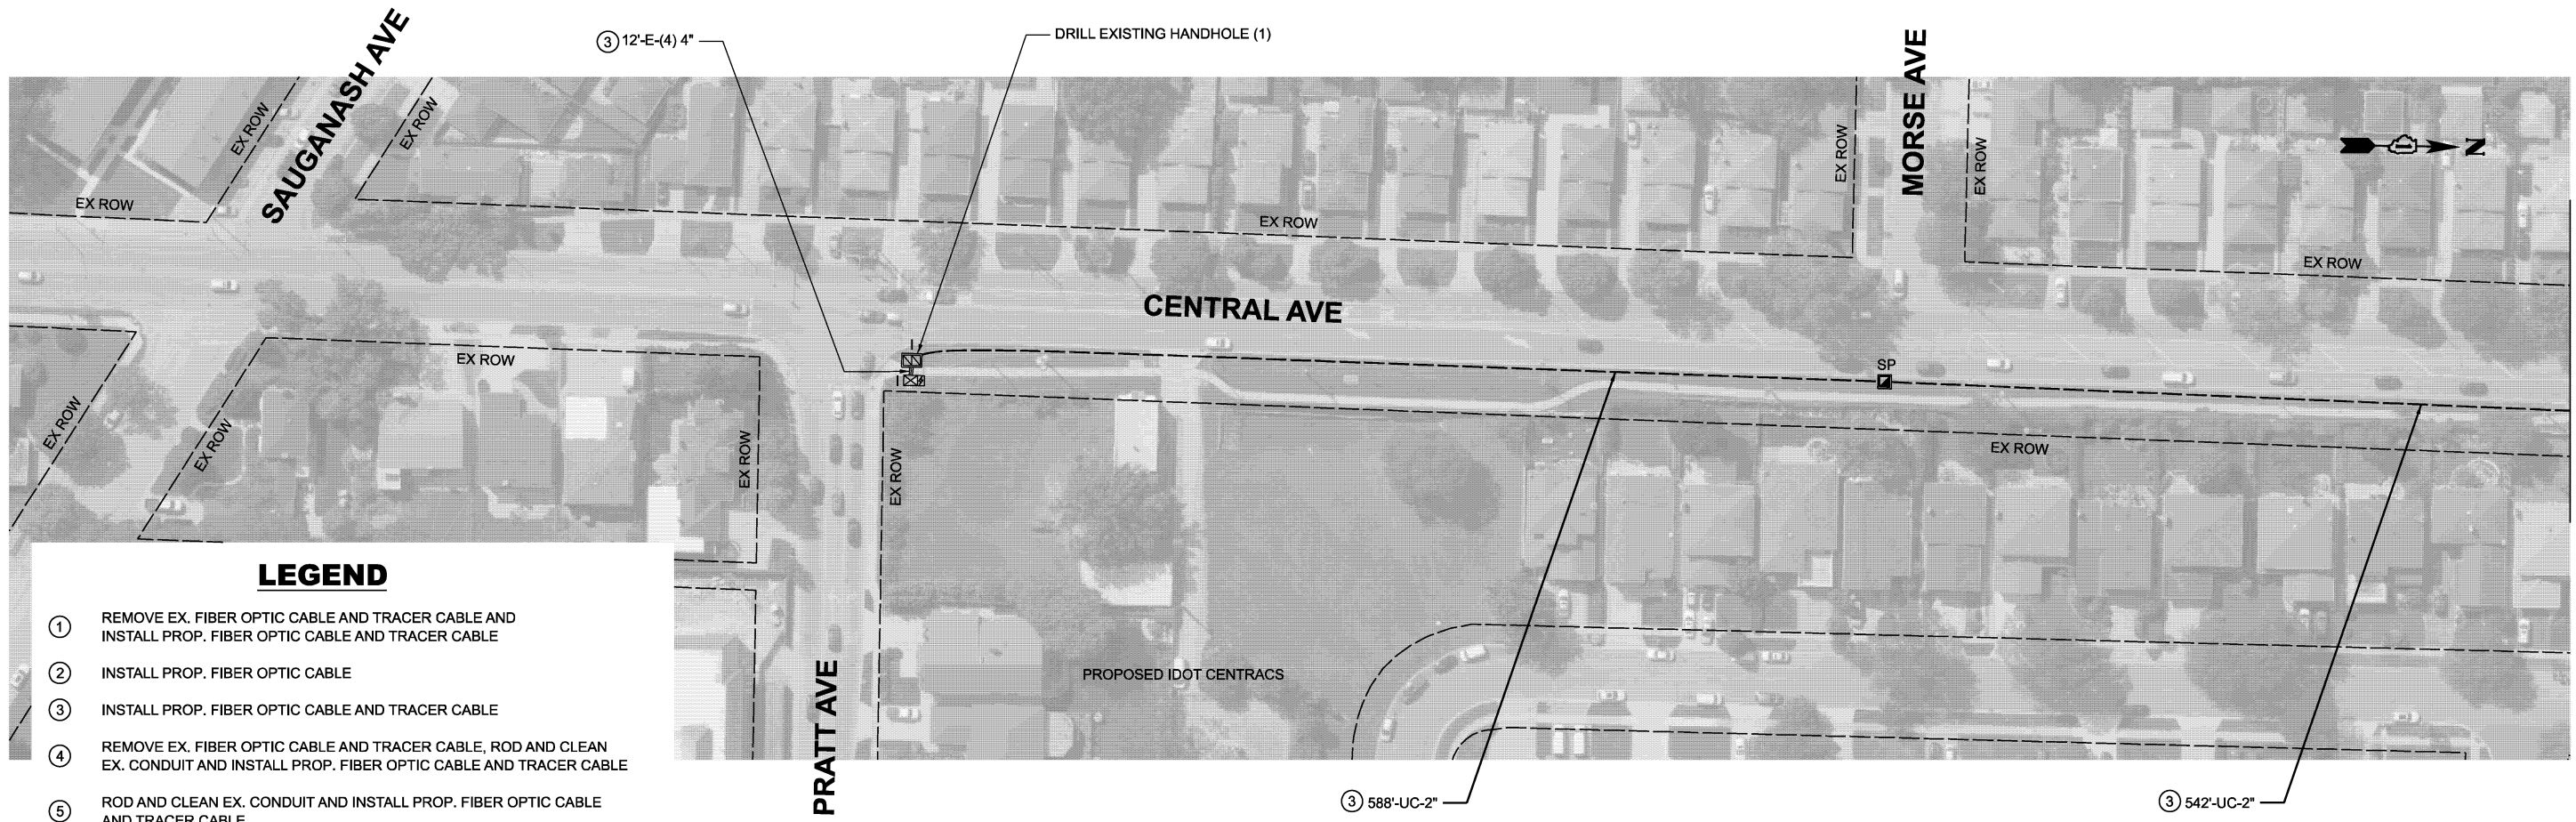 SAUGANASH AVE
3 12'-E-(4) 4"
DRILL EXISTING HANDHOLE (1)
MORSE AVE
EX ROW
EX ROW
EX ROW
EX ROW
EX ROW
EX ROW
EX ROW
N
CENTRAL AVE
EX ROW
SP
EX ROW
EX ROW
EX ROW
EX ROW
EX ROW
EX ROW
LEGEND
1 REMOVE EX. FIBER OPTIC CABLE AND TRACER CABLE AND
INSTALL PROP. FIBER OPTIC CABLE AND TRACER CABLE
2 INSTALL PROP. FIBER OPTIC CABLE
3 INSTALL PROP. FIBER OPTIC CABLE AND TRACER CABLE
4 REMOVE EX. FIBER OPTIC CABLE AND TRACER CABLE, ROD AND CLEAN
EX. CONDUIT AND INSTALL PROP. FIBER OPTIC CABLE AND TRACER CABLE
5 ROD AND CLEAN EX. CONDUIT AND INSTALL PROP. FIBER OPTIC CABLE
AND TRACER CABLE
PRATT AVE
PROPOSED IDOT CENTRACS
3 588'-UC-2"
3 542'-UC-2"